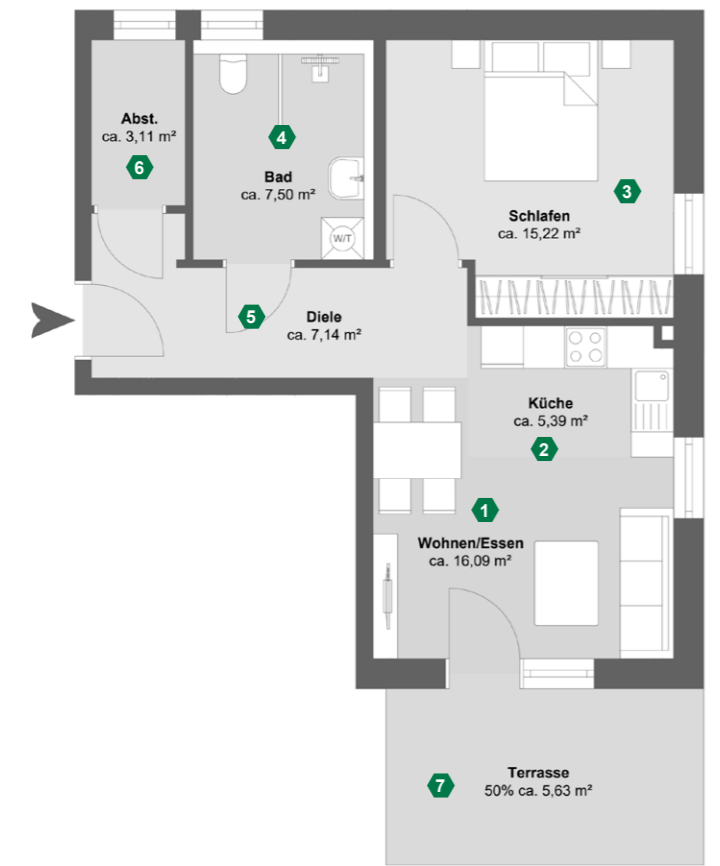 Abst.
ca. 3,11 m²
6
4
Bad
ca. 7,50 m²
W/T
3
Schlafen
ca. 15,22 m²
5
Diele
ca. 7,14 m²
Küche
ca. 5,39 m²
2
1
Wohnen/Essen
ca. 16,09 m²
7
Terrasse
50% ca. 5,63 m²